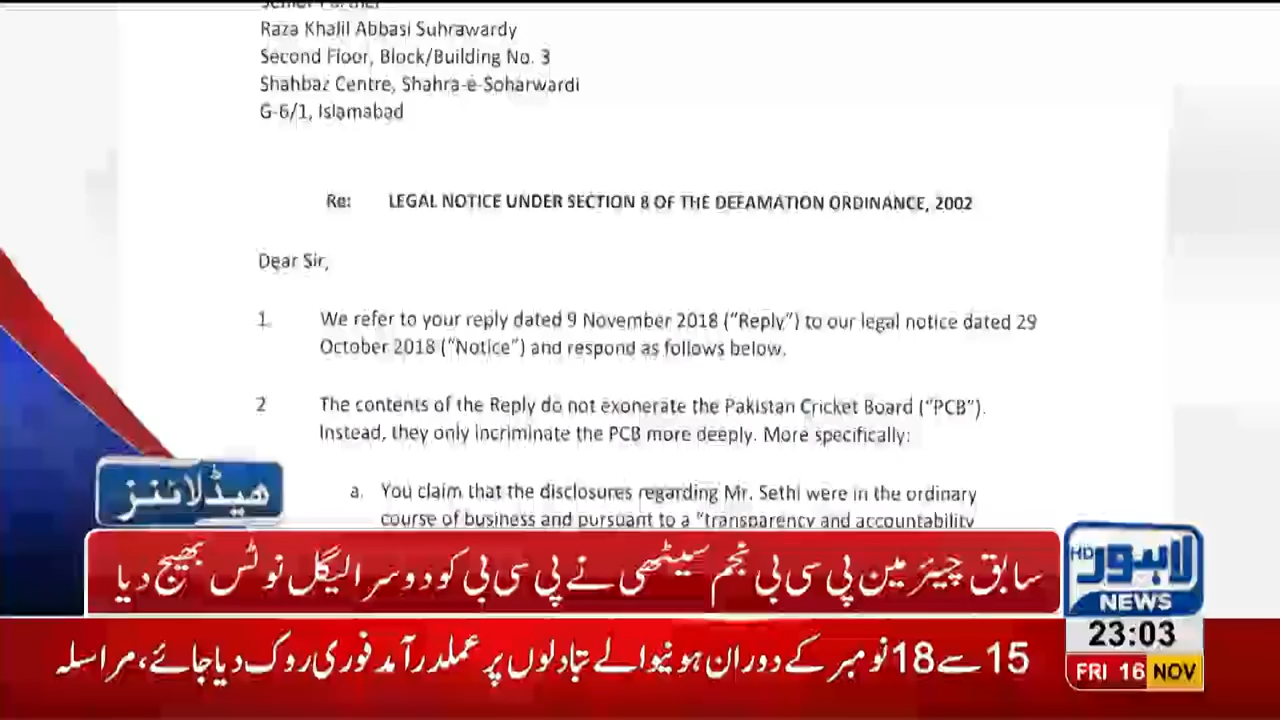 Senior Partner
Raza Khalil Abbasi Suhrawardy
Second Floor, Block/Building No. 3
Shahbaz Centre, Shahra-e-Soharwardi
G-6/1, Islamabad
Re: LEGAL NOTICE UNDER SECTION 8 OF THE DEFAMATION ORDINANCE, 2002
Dear Sir,
1 We refer to your reply dated 9 November 2018 (“Reply”) to our legal notice dated 29
October 2018 (“Notice”) and respond as follows below.
2 The contents of the Reply do not exonerate the Pakistan Cricket Board (“PCB”).
Instead, they only incriminate the PCB more deeply. More specifically:
a. You claim that the disclosures regarding Mr. Sethi were in the ordinary
course of business and pursuant to a “transparency and accountability
ہیڈلائنز
سابق چیئرمین پی سی بی نجم سیٹھی نے پی سی بی کو دوسرا لیگل نوٹس بھیج دیا
لاہور HD
NEWS
23:03
FRI 16 NOV
15 سے 18 نومبر کے دوران ہونیوالے تبادلوں پر عملدرآمد فوری روک دیا جائے، مراسلہ